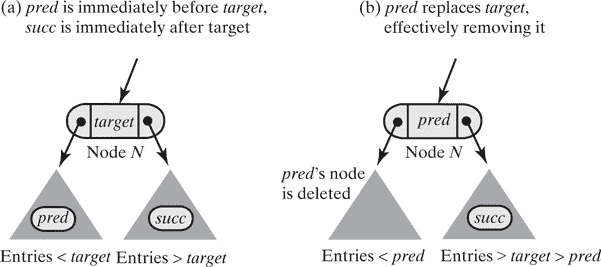 (a) pred is immediately before target,
succ is immediately after target
target
Node N
pred
succ
Entries < target
Entries > target
(b) pred replaces target,
effectively removing it
pred
Node N
pred's node
is deleted
succ
Entries < pred
Entries > target > pred